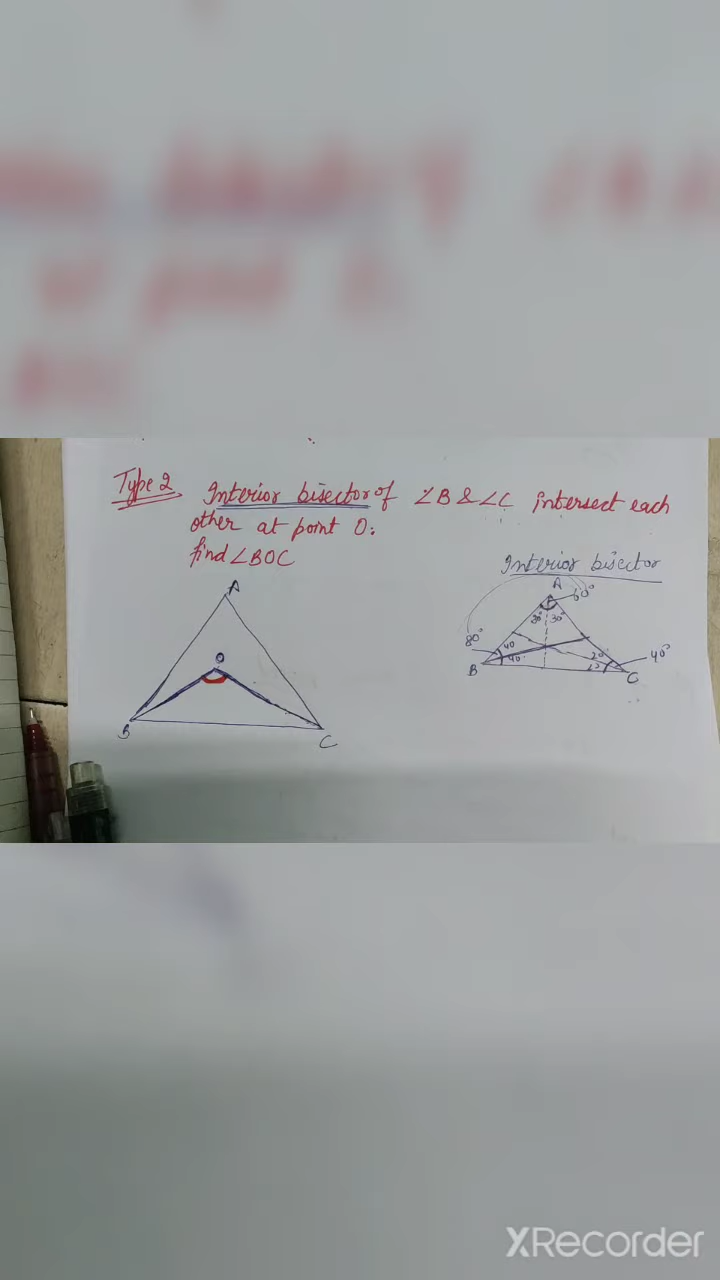 Type 2 Interior bisector of ∠B & ∠C intersect each
other at point O.
find ∠BOC
Interior bisector
A
60°
30° 30°
80°
40
40
20
40°
B
C
A
O
B
C
XRecorder